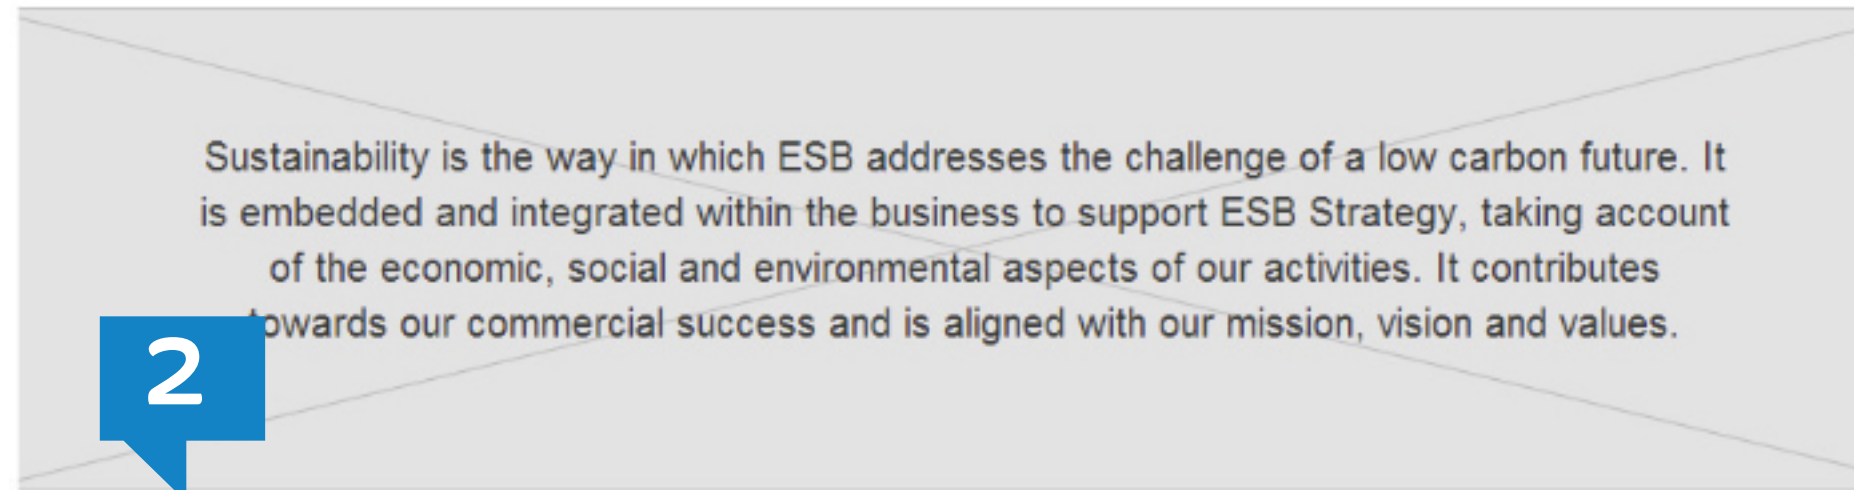 Sustainability is the way in which ESB addresses the challenge of a low carbon future. It
is embedded and integrated within the business to support ESB Strategy, taking account
of the economic, social and environmental aspects of our activities. It contributes
towards our commercial success and is aligned with our mission, vision and values.
2